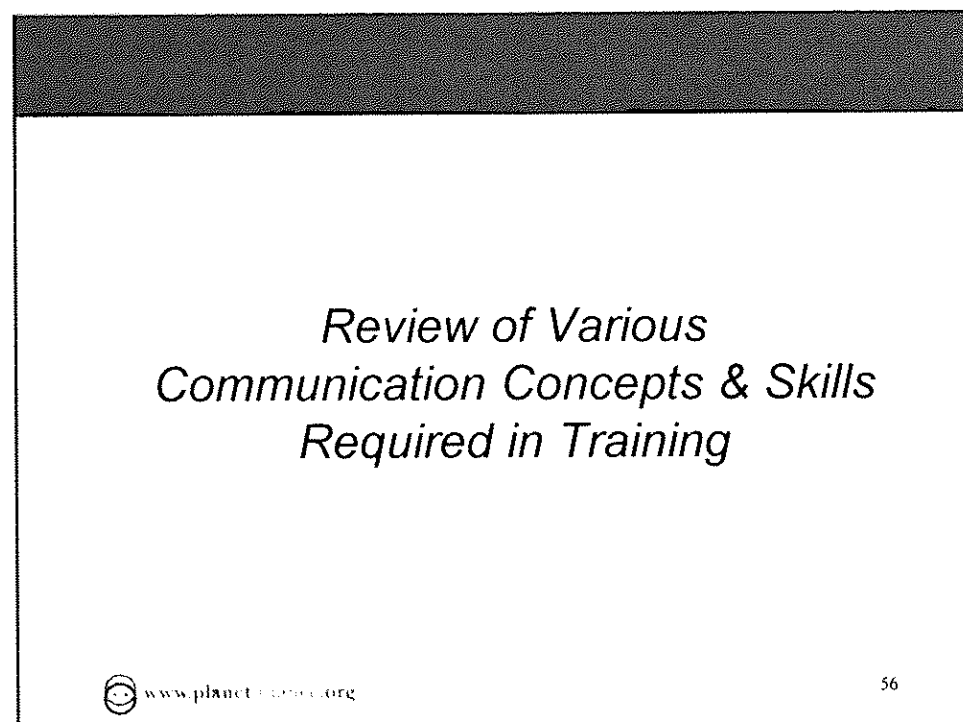 Review of Various
Communication Concepts & Skills
Required in Training
56